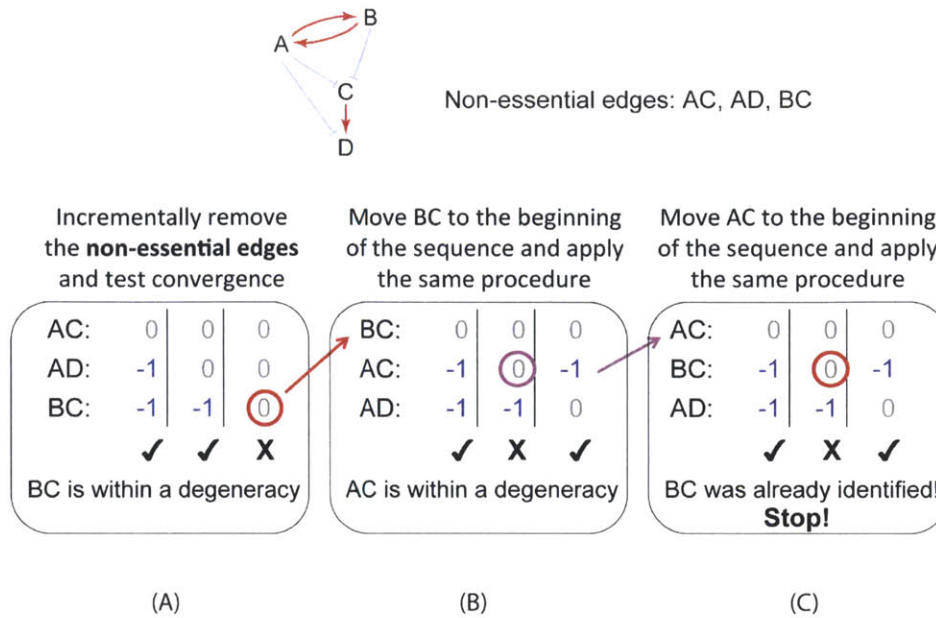 B
A
C
D
Non-essential edges: AC, AD, BC
Incrementally remove
the non-essential edges
and test convergence
AC: 0 0 0
AD: -1 0 0
BC: -1 -1 0
✓ ✓ X
BC is within a degeneracy
(A)
Move BC to the beginning
of the sequence and apply
the same procedure
BC: 0 0 0
AC: -1 0 -1
AD: -1 -1 0
✓ X ✓
AC is within a degeneracy
(B)
Move AC to the beginning
of the sequence and apply
the same procedure
AC: 0 0 0
BC: -1 0 -1
AD: -1 -1 0
✓ X ✓
BC was already identified!
Stop!
(C)